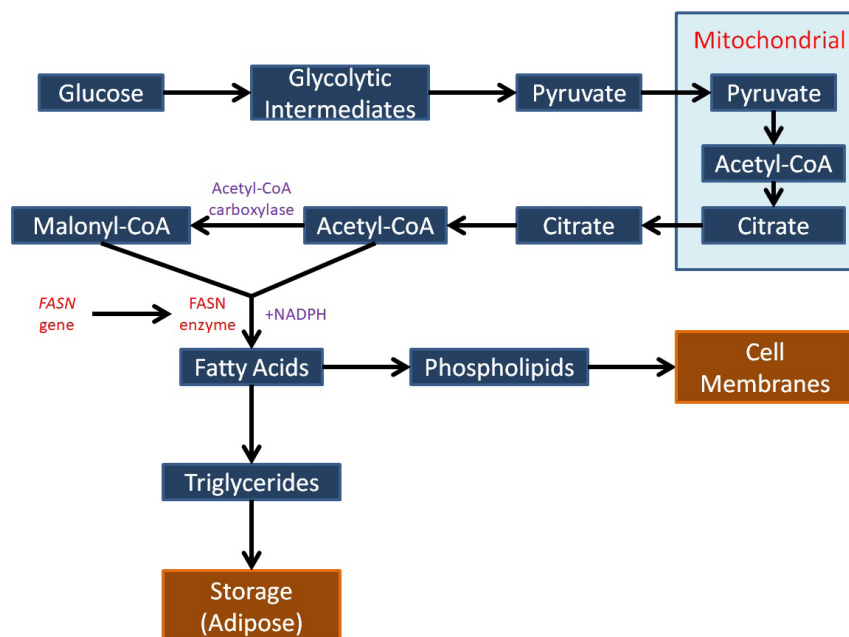 Mitochondrial
Glucose
Glycolytic
Intermediates
Pyruvate
Pyruvate
Acetyl-CoA
Malonyl-CoA
Acetyl-CoA
carboxylase
Acetyl-CoA
Citrate
Citrate
FASN
gene
FASN
enzyme
+NADPH
Fatty Acids
Phospholipids
Cell
Membranes
Triglycerides
Storage
(Adipose)